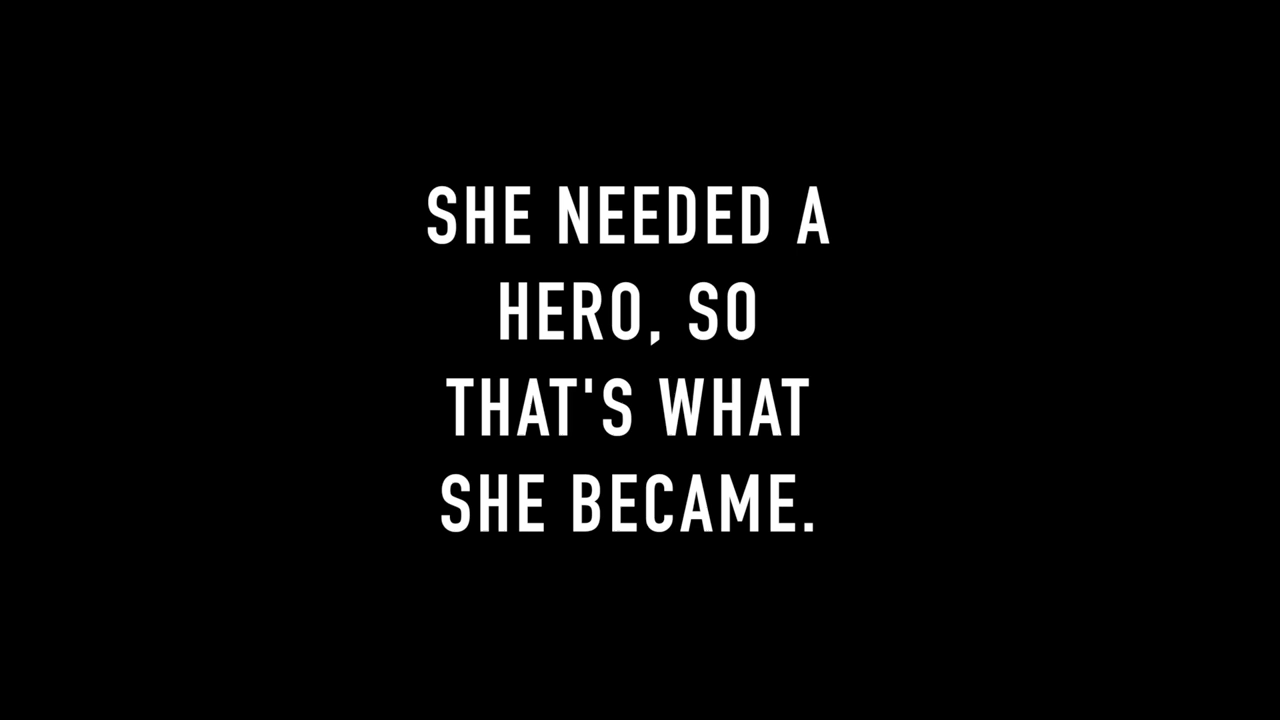 SHE NEEDED A
HERO, SO
THAT'S WHAT
SHE BECAME.